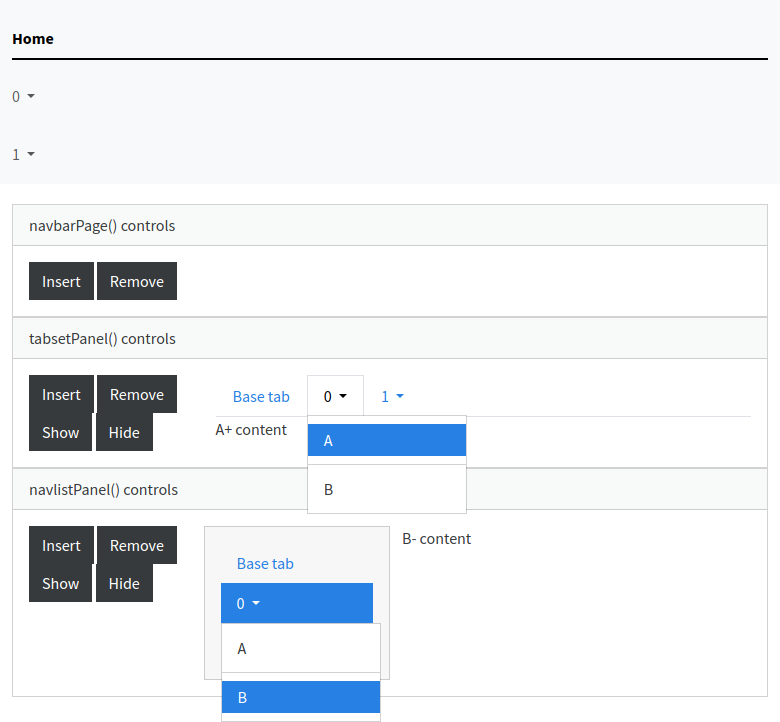 Home
0
1
navbarPage() controls
Insert Remove
tabsetPanel() controls
Insert Remove Base tab 0 1
Show Hide A+ content A
B
navlistPanel() controls
Insert Remove B- content
Base tab
Show Hide
0
A
B